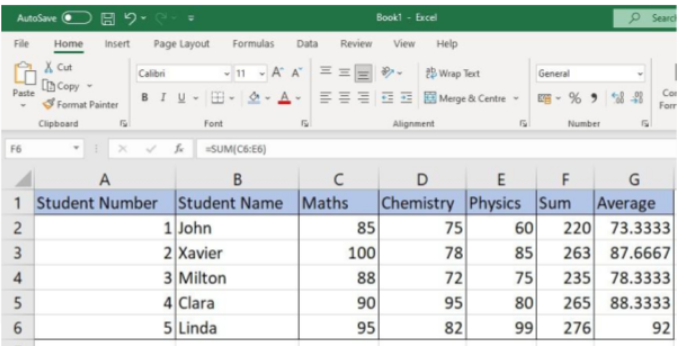 AutoSave Book1 - Excel Searc
File Home Insert Page Layout Formulas Data Review View Help
Paste
Cut
Copy
Format Painter
Clipboard
Calibri 11 A^ A˅
B I U A
Font
Wrap Text
Merge & Centre
Alignment
General
% 9
Number
Con
Form
F6 fx =SUM(C6:E6)
A B C D E F G
1 Student Number Student Name Maths Chemistry Physics Sum Average
2 1 John 85 75 60 220 73.3333
3 2 Xavier 100 78 85 263 87.6667
4 3 Milton 88 72 75 235 78.3333
5 4 Clara 90 95 80 265 88.3333
6 5 Linda 95 82 99 276 92